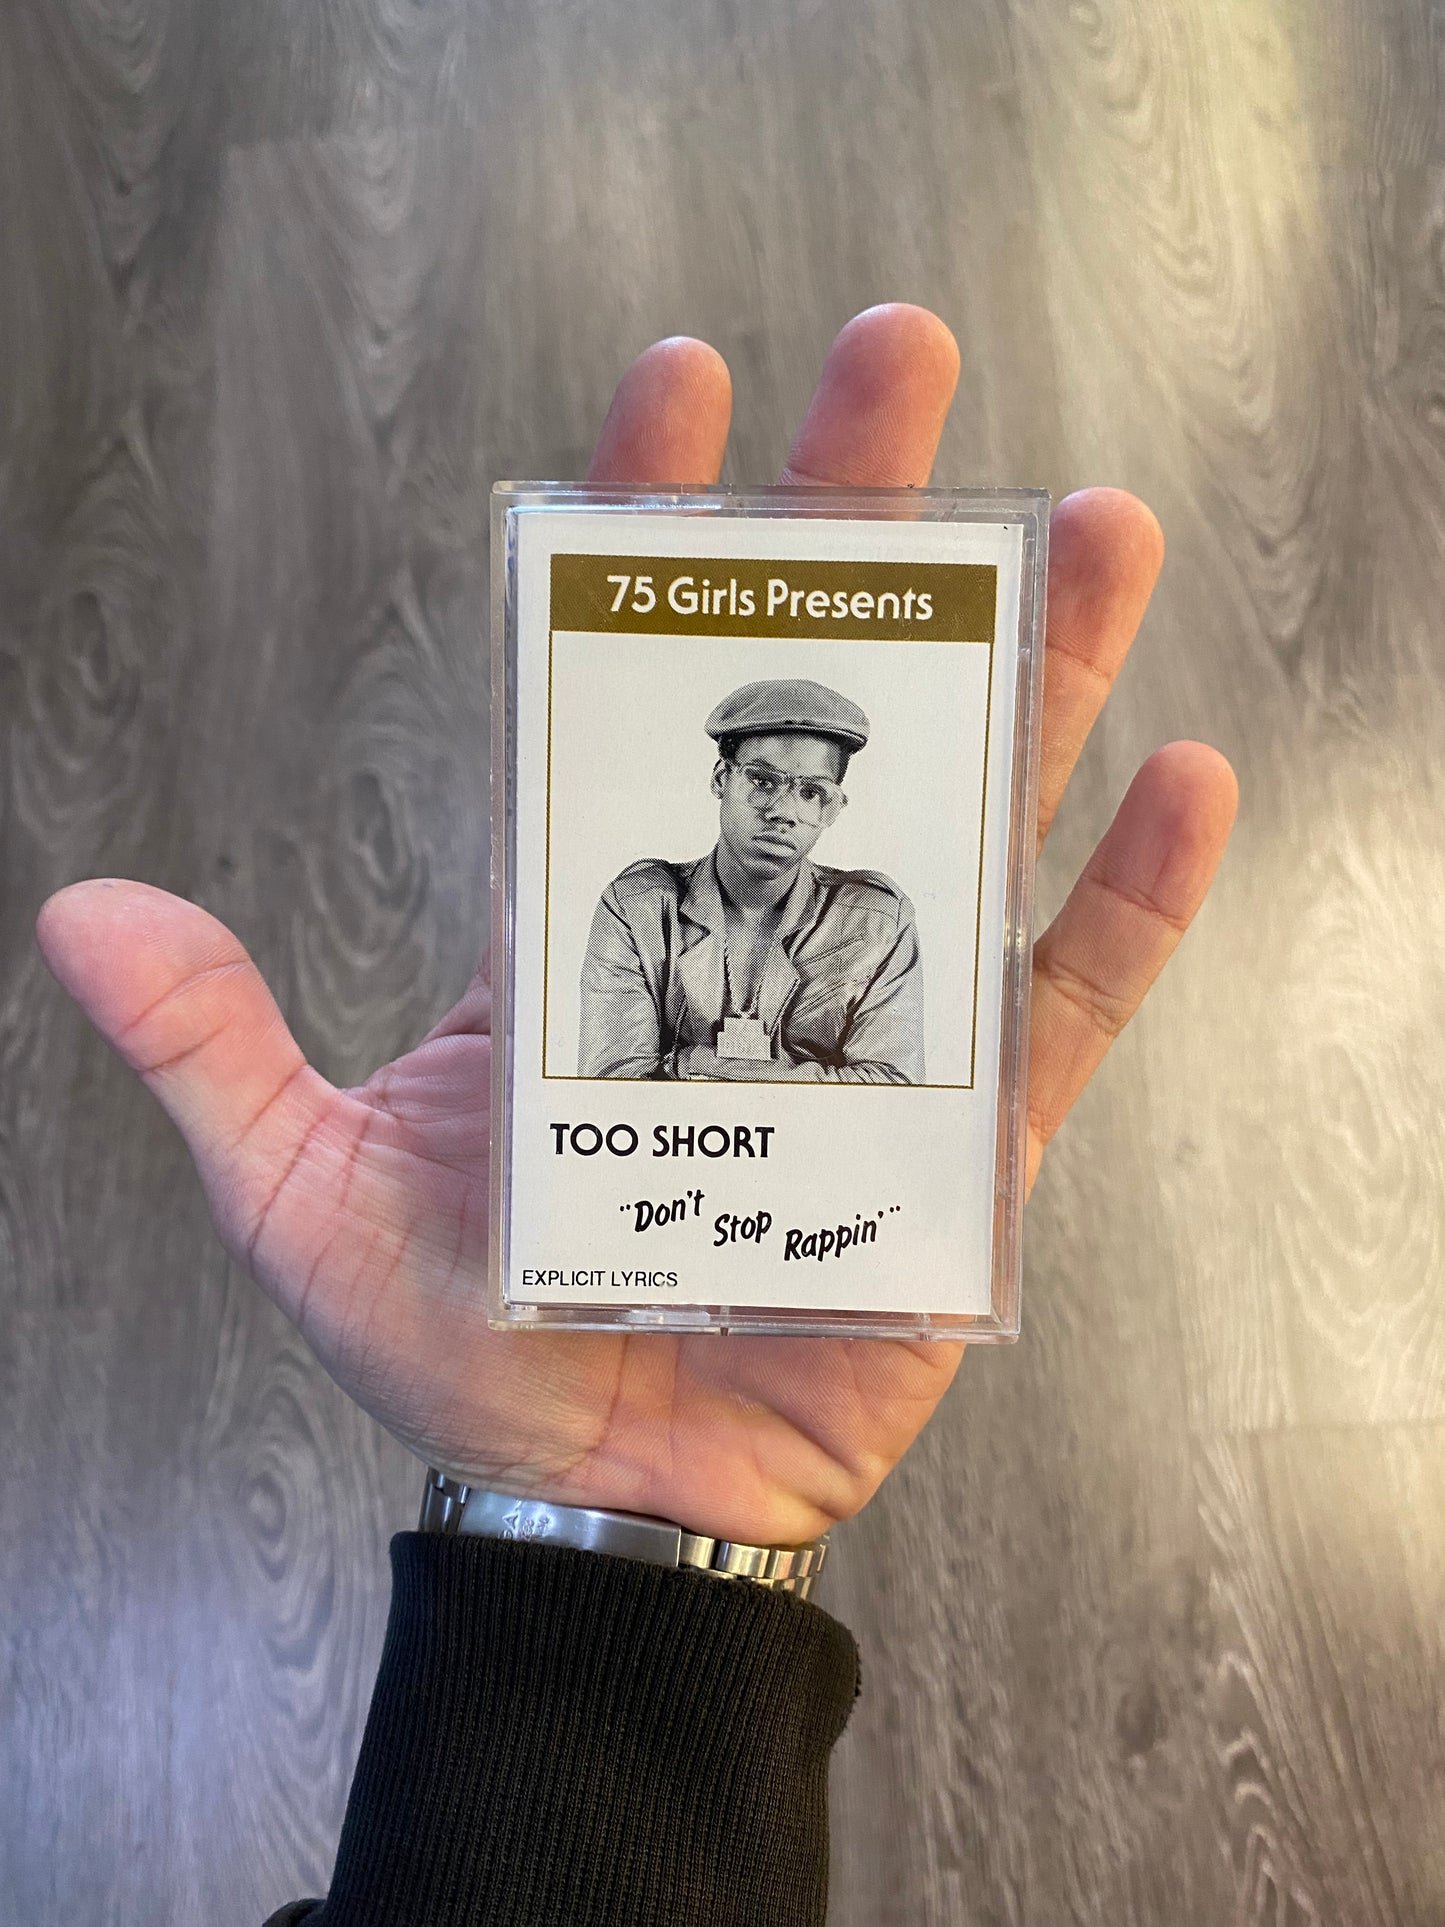 75 Girls Presents
TOO SHORT
"Don't Stop Rappin'"
EXPLICIT LYRICS